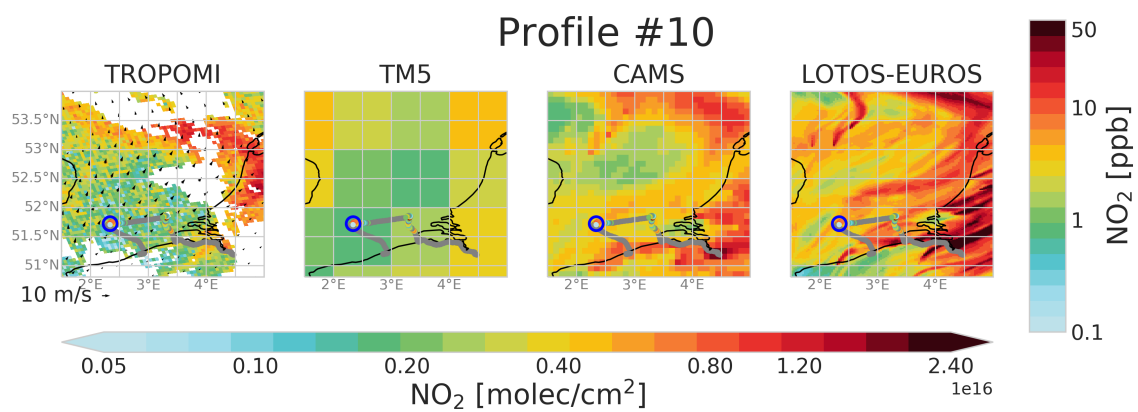 Profile #10
TROPOMI TM5 CAMS LOTOS-EUROS
53.5°N
53°N
52.5°N
52°N
51.5°N
51°N
2°E 3°E 4°E 2°E 3°E 4°E 2°E 3°E 4°E 2°E 3°E 4°E
10 m/s
50
10
1
0.1
NO₂ [ppb]
0.05 0.10 0.20 0.40 0.80 1.20 2.40
1e16
NO₂ [molec/cm²]